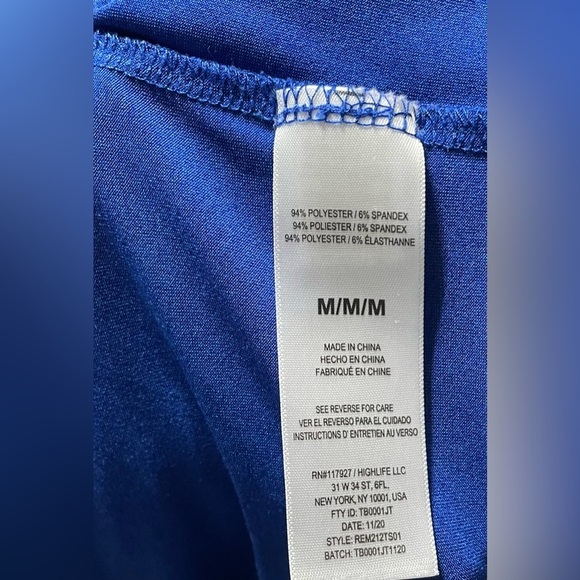 94% POLYESTER / 6% SPANDEX
94% POLIESTER / 6% SPANDEX
94% POLYESTER / 6% ÉLASTHANNE
M/M/M
MADE IN CHINA
HECHO EN CHINA
FABRIQUÉ EN CHINE
SEE REVERSE FOR CARE
VER EL REVERSO PARA EL CUIDADO
INSTRUCTIONS D' ENTRETIEN AU VERSO
RN#117927 / HIGHLIFE LLC
31 W 34 ST, 6FL,
NEW YORK, NY 10001, USA
FTY ID: TB0001JT
DATE: 11/20
STYLE: REM212TS01
BATCH: TB0001JT1120